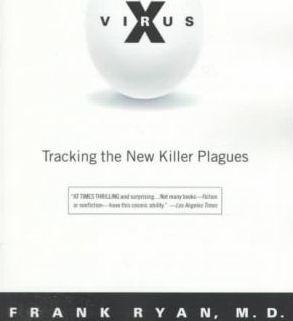 VIRUS
X
Tracking the New Killer Plagues
"AT TIMES THRILLING and surprising... Not many books—fiction
or nonfiction—have this cosmic ability." —Los Angeles Times
FRANK RYAN, M.D.